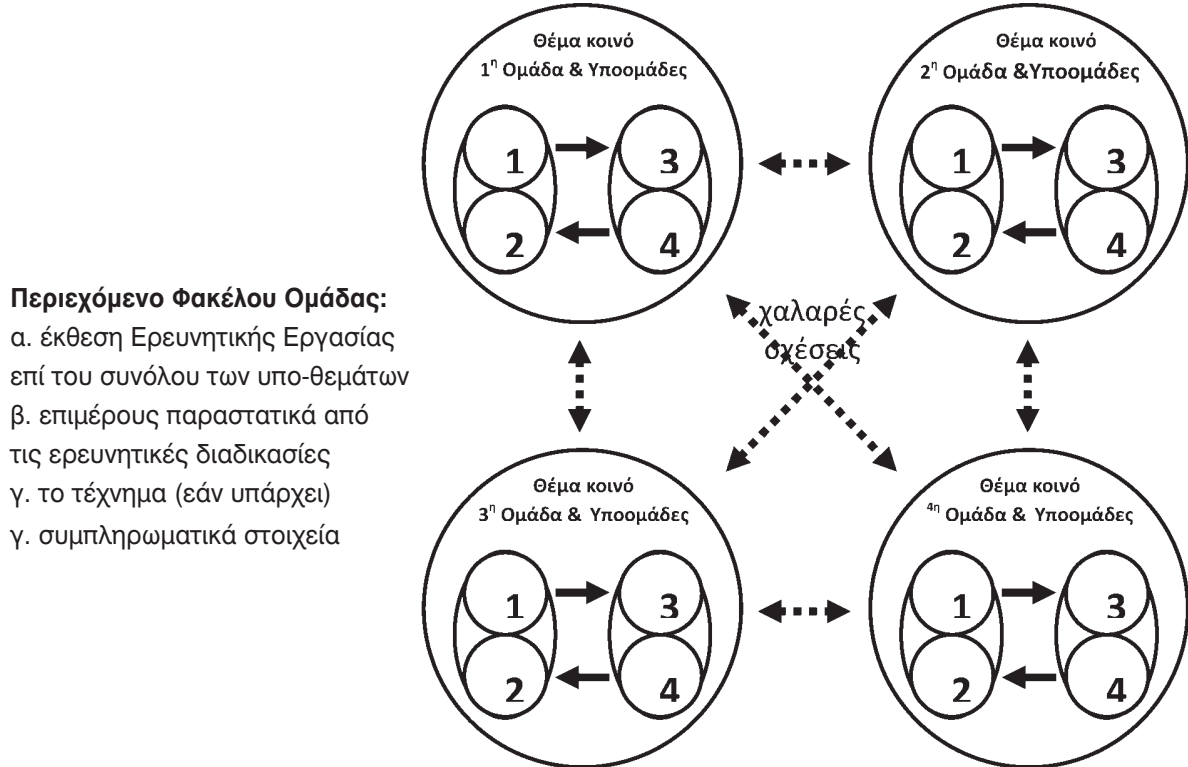 Θέμα κοινό
1η Ομάδα & Υποομάδες
1
3
2
4
Θέμα κοινό
2η Ομάδα &Υποομάδες
1
3
2
4
Περιεχόμενο Φακέλου Ομάδας:
α. έκθεση Ερευνητικής Εργασίας
επί του συνόλου των υπο-θεμάτων
β. επιμέρους παραστατικά από
τις ερευνητικές διαδικασίες
γ. το τέχνημα (εάν υπάρχει)
γ. συμπληρωματικά στοιχεία
χαλαρές
σχέσεις
Θέμα κοινό
3η Ομάδα & Υποομάδες
1
3
2
4
Θέμα κοινό
4η Ομάδα & Υποομάδες
1
3
2
4